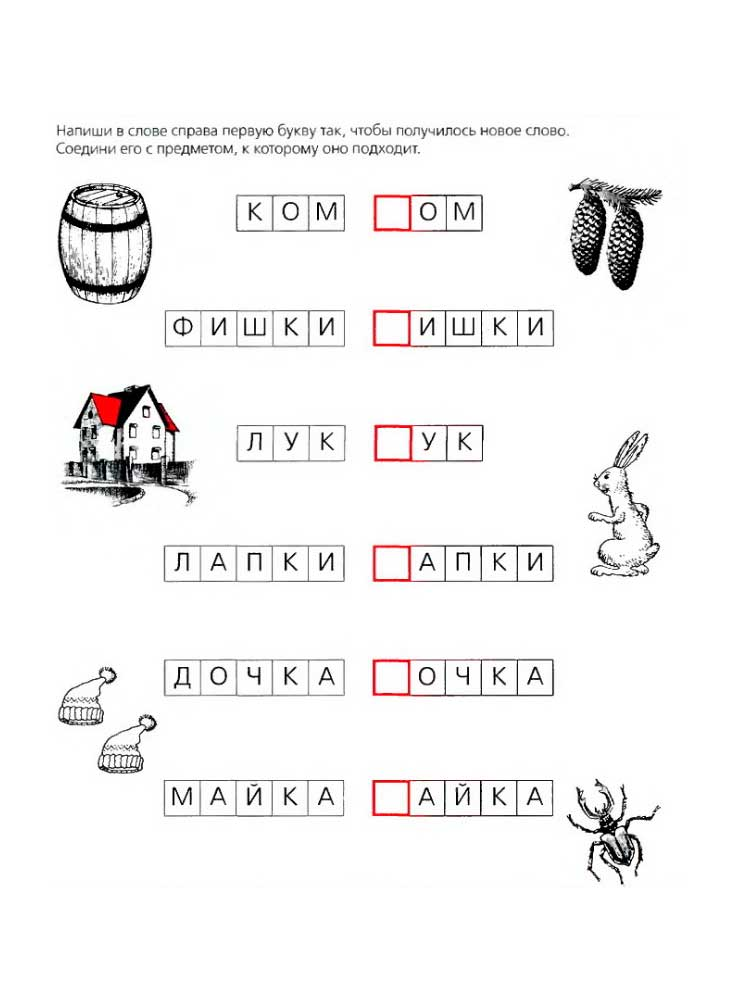 Напиши в слове справа первую букву так, чтобы получилось новое слово.
Соедини его с предметом, к которому оно подходит.
КОМ ОМ
ФИШКИ ИШКИ
ЛУК УК
ЛАПКИ АПКИ
ДОЧКА ОЧКА
МАЙКА АЙКА